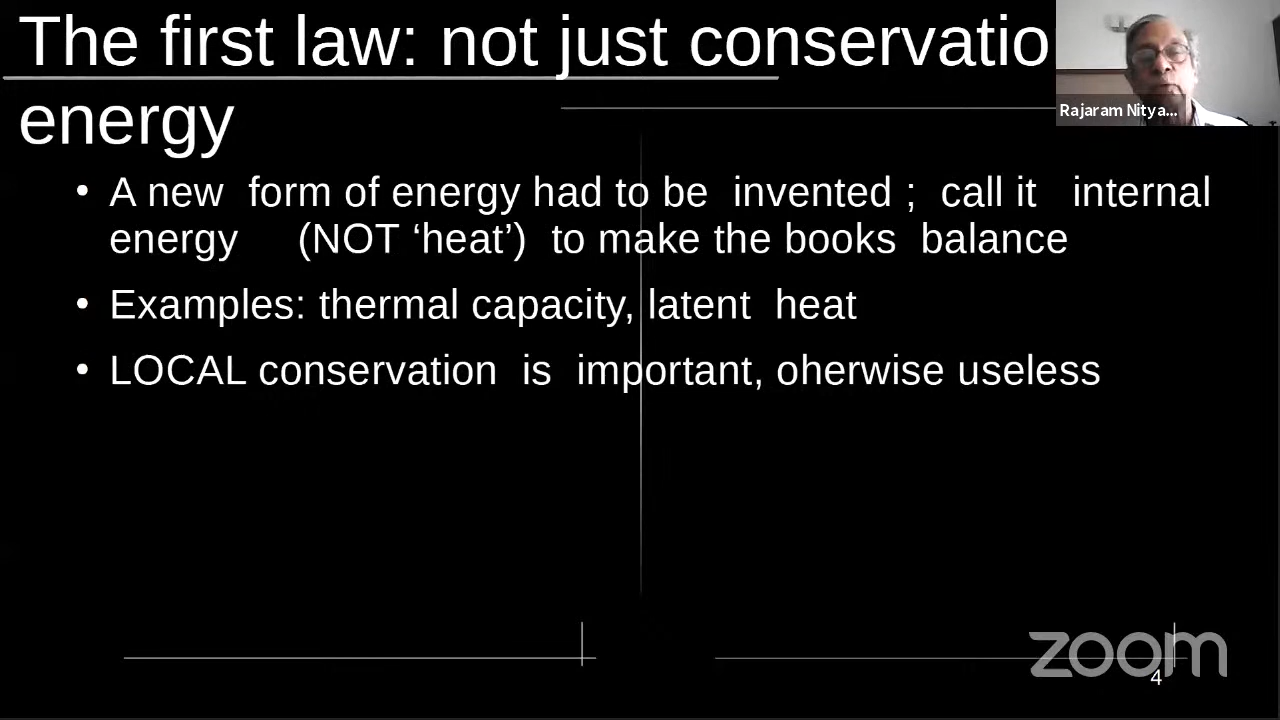 The first law: not just conservatio
energy
• A new form of energy had to be invented ; call it internal
energy (NOT ‘heat’) to make the books balance
• Examples: thermal capacity, latent heat
• LOCAL conservation is important, oherwise useless
Rajaram Nitya...
zoom
4